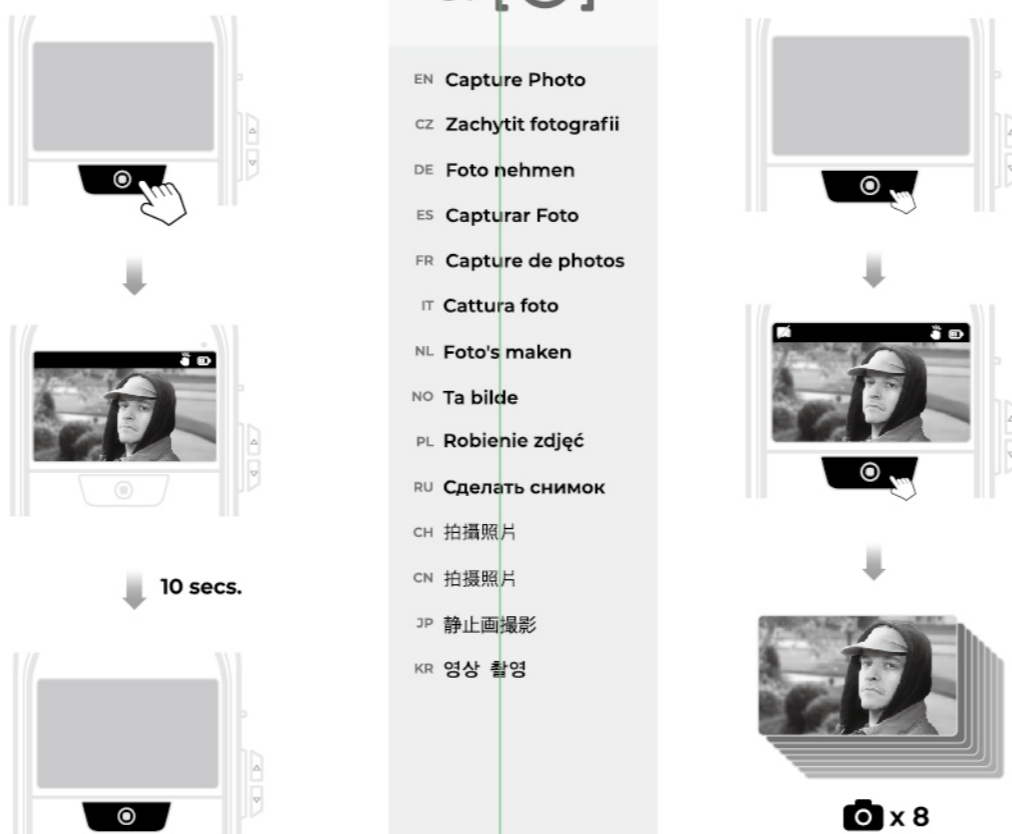 EN Capture Photo
CZ Zachytit fotografii
DE Foto nehmen
ES Capturar Foto
FR Capture de photos
IT Cattura foto
NL Foto's maken
NO Ta bilde
PL Robienie zdjęć
RU Сделать снимок
CH 拍攝照片
CN 拍摄照片
JP 静止画撮影
KR 영상 촬영
10 secs.
x 8